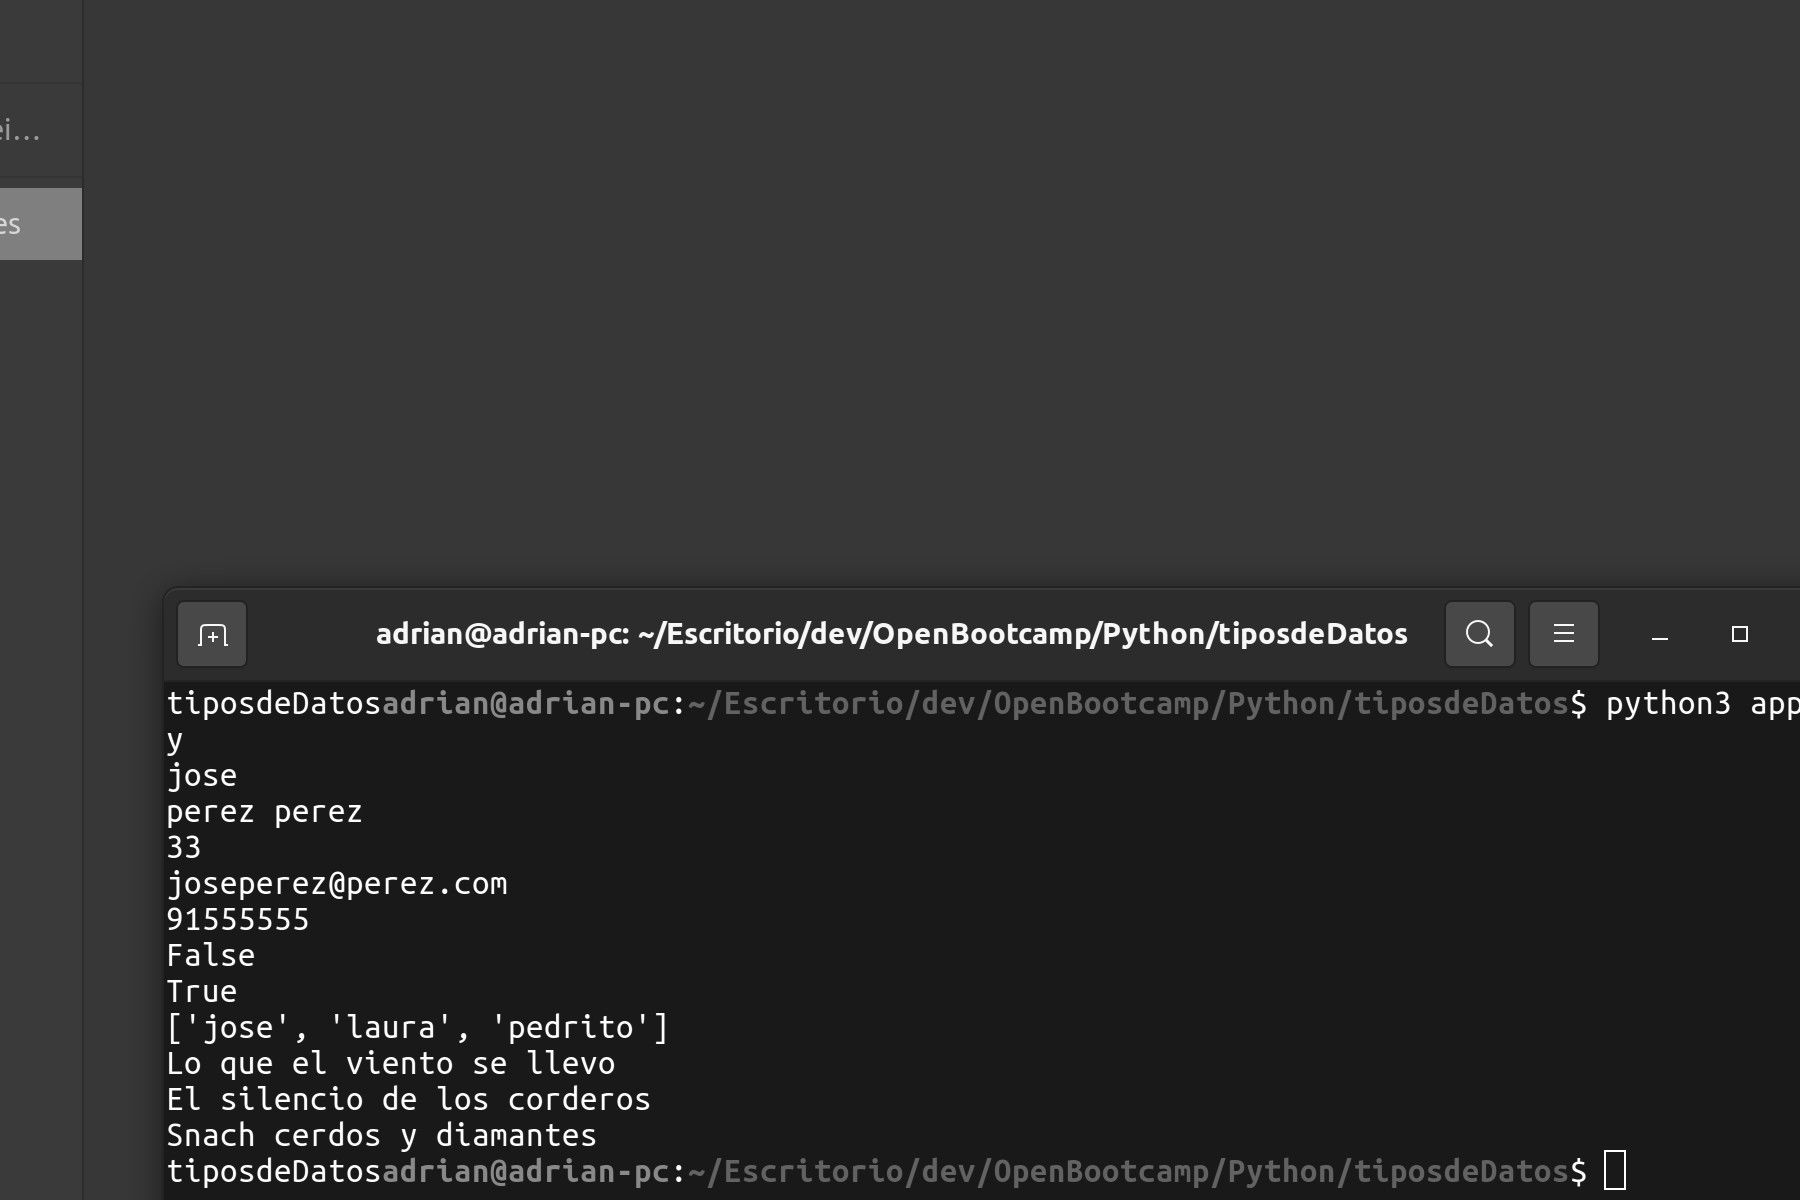 ei...
es
adrian@adrian-pc: ~/Escritorio/dev/OpenBootcamp/Python/tiposdeDatos
tiposdeDatosadrian@adrian-pc:~/Escritorio/dev/OpenBootcamp/Python/tiposdeDatos$ python3 app
y
jose
perez perez
33
joseperez@perez.com
91555555
False
True
['jose', 'laura', 'pedrito']
Lo que el viento se llevo
El silencio de los corderos
Snach cerdos y diamantes
tiposdeDatosadrian@adrian-pc:~/Escritorio/dev/OpenBootcamp/Python/tiposdeDatos$